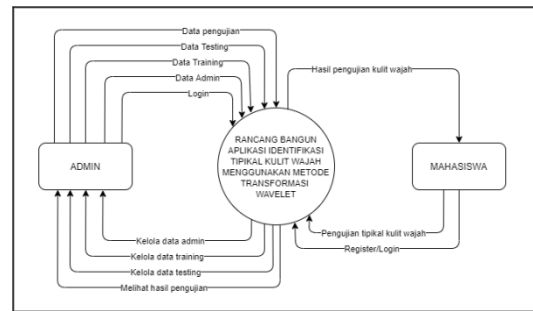 Data pengujian
Data Testing
Data Training
Data Admin
Login
Hasil pengujian kulit wajah
ADMIN
RANCANG BANGUN
APLIKASI IDENTIFIKASI
TIPIKAL KULIT WAJAH
MENGGUNAKAN METODE
TRANSFORMASI
WAVELET
MAHASISWA
Pengujian tipikal kulit wajah
Register/Login
Kelola data admin
Kelola data training
Kelola data testing
Melihat hasil pengujian